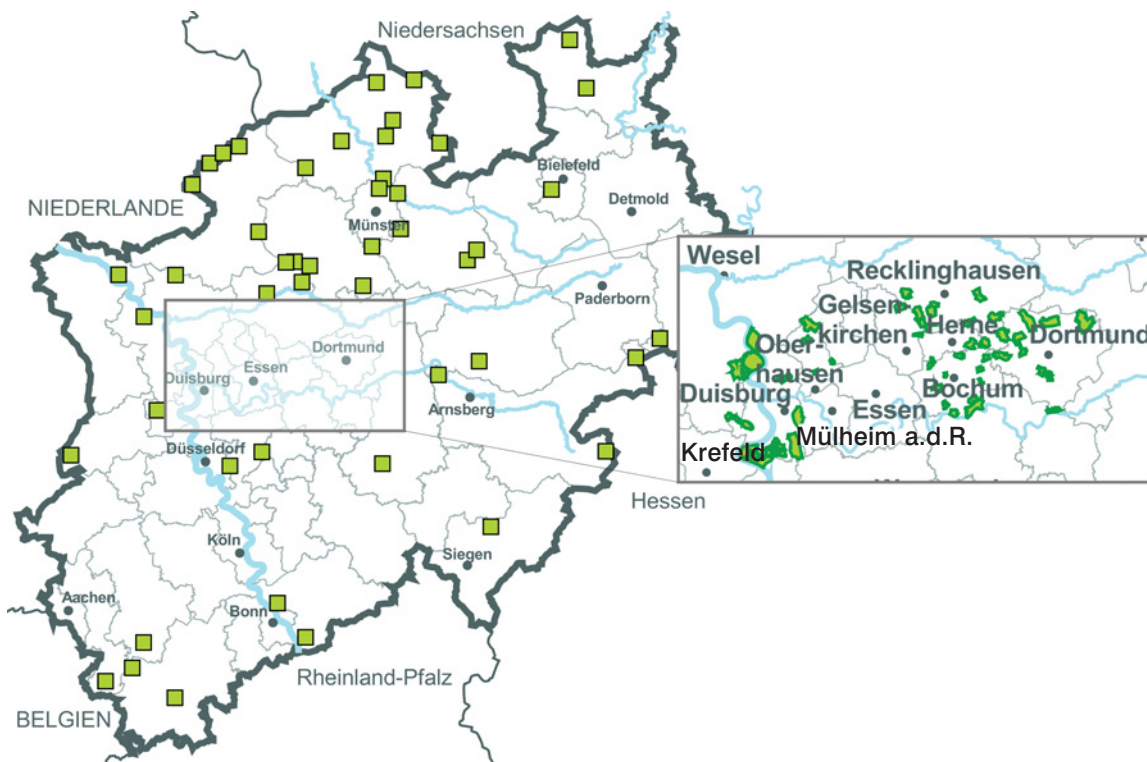 Niedersachsen
Bielefeld
NIEDERLANDE
Detmold
Münster
Wesel
Recklinghausen
Paderborn
Gelsen-
kirchen
Herne
Dortmund
Ober-
hausen
Dortmund
Essen
Duisburg
Duisburg
Bochum
Essen
Arnsberg
Mülheim a.d.R.
Krefeld
Düsseldorf
Hessen
Köln
Siegen
Aachen
Bonn
Rheinland-Pfalz
BELGIEN